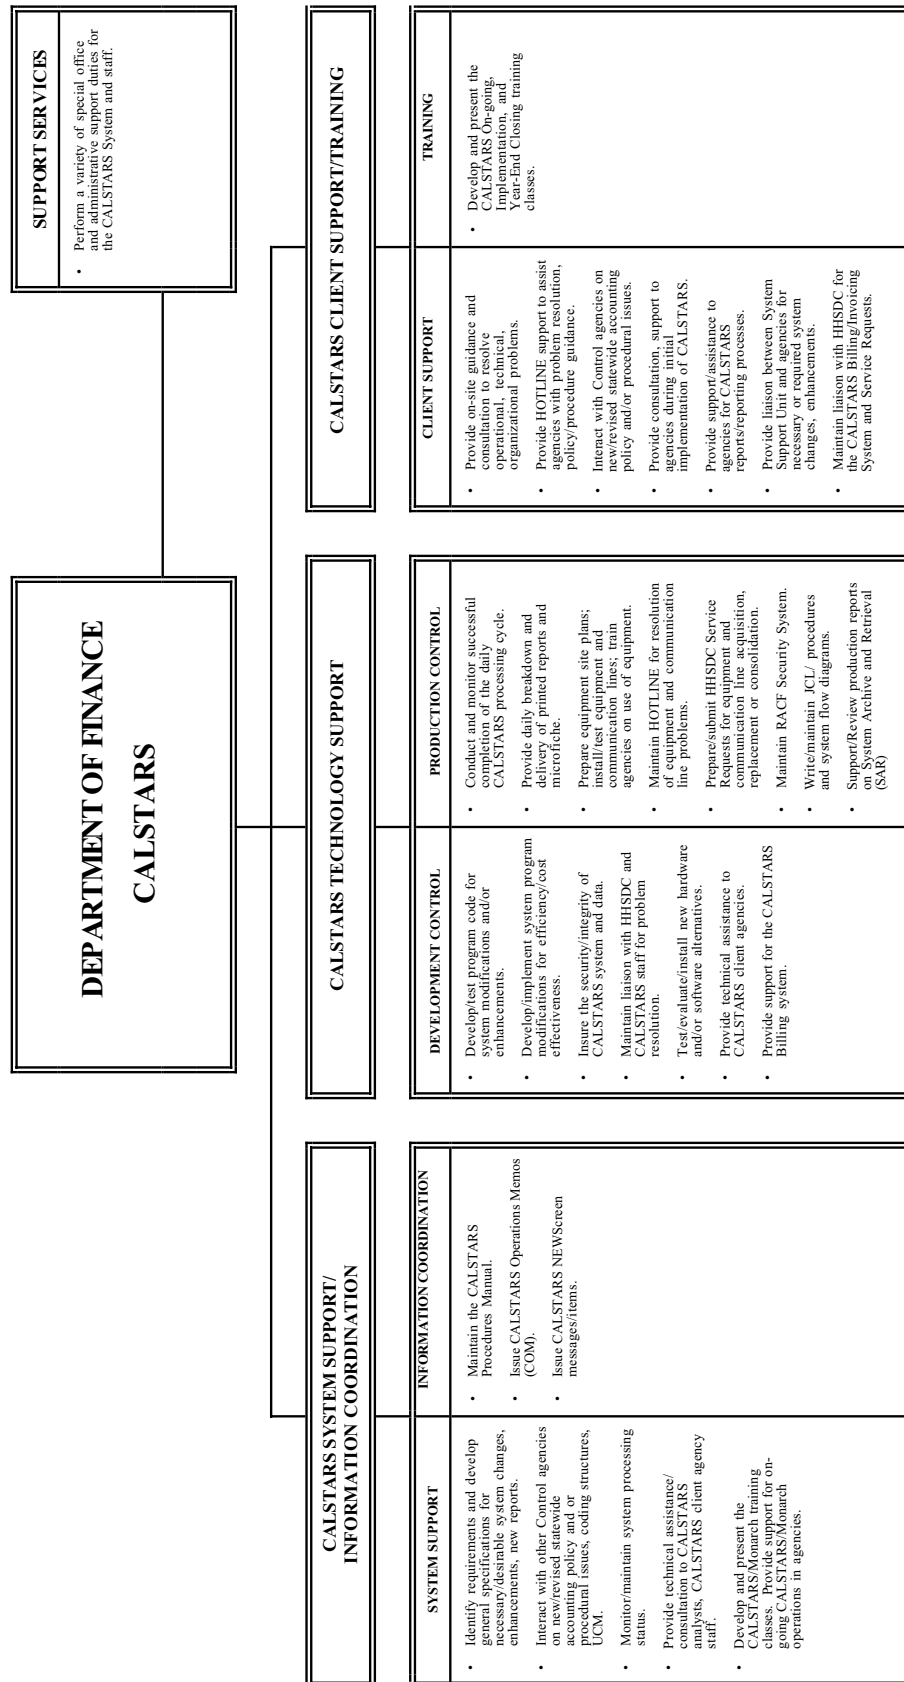 DEPARTMENT OF FINANCE
CALSTARS
SUPPORT SERVICES
• Perform a variety of special office
and administrative support duties for
the CALSTARS System and staff.
CALSTARS SYSTEM SUPPORT/
INFORMATION COORDINATION
SYSTEM SUPPORT
• Identify requirements and develop
general specifications for
necessary/desirable system changes,
enhancements, new reports.
• Interact with other Control agencies
on new/revised statewide
accounting policy and or
procedural issues, coding structures,
UCM.
• Monitor/maintain system processing
status.
• Provide technical assistance/
consultation to CALSTARS
analysts, CALSTARS client agency
staff.
• Develop and present the
CALSTARS/Monarch training
classes. Provide support for on-
going CALSTARS/Monarch
operations in agencies.
INFORMATION COORDINATION
• Maintain the CALSTARS
Procedures Manual.
• Issue CALSTARS Operations Memos
(COM).
• Issue CALSTARS NEWScreen
messages/items.
CALSTARS TECHNOLOGY SUPPORT
DEVELOPMENT CONTROL
• Develop/test program code for
system modifications and/or
enhancements.
• Develop/implement system program
modifications for efficiency/cost
effectiveness.
• Insure the security/integrity of
CALSTARS system and data.
• Maintain liaison with HHSDC and
CALSTARS staff for problem
resolution.
• Test/evaluate/install new hardware
and/or software alternatives.
• Provide technical assistance to
CALSTARS client agencies.
• Provide support for the CALSTARS
Billing system.
PRODUCTION CONTROL
• Conduct and monitor successful
completion of the daily
CALSTARS processing cycle.
• Provide daily breakdown and
delivery of printed reports and
microfiche.
• Prepare equipment site plans;
install/test equipment and
communication lines; train
agencies on use of equipment.
• Maintain HOTLINE for resolution
of equipment and communication
line problems.
• Prepare/submit HHSDC Service
Requests for equipment and
communication line acquisition,
replacement or consolidation.
• Maintain RACF Security System.
• Write/maintain JCL/ procedures
and system flow diagrams.
• Support/Review production reports
on System Archive and Retrieval
(SAR)
CALSTARS CLIENT SUPPORT/TRAINING
CLIENT SUPPORT
• Provide on-site guidance and
consultation to resolve
operational, technical,
organizational problems.
• Provide HOTLINE support to assist
agencies with problem resolution,
policy/procedure guidance.
• Interact with Control agencies on
new/revised statewide accounting
policy and/or procedural issues.
• Provide consultation, support to
agencies during initial
implementation of CALSTARS.
• Provide support/assistance to
agencies for CALSTARS
reports/reporting processes.
• Provide liaison between System
Support Unit and agencies for
necessary or required system
changes, enhancements.
• Maintain liaison with HHSDC for
the CALSTARS Billing/Invoicing
System and Service Requests.
TRAINING
• Develop and present the
CALSTARS On-going,
Implementation, and
Year-End Closing training
classes.